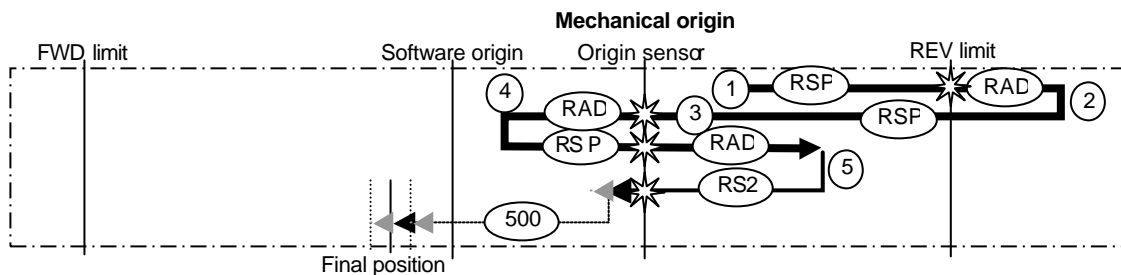 Mechanical origin
FWD limit Software origin Origin sensor REV limit
1 RSP RAD 2
4 RAD 3 RSP
RSP RAD 5
RS2
500
Final position